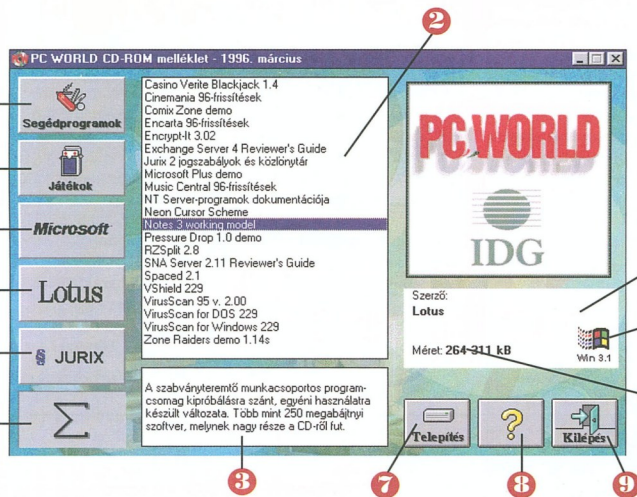 2
PC WORLD CD-ROM melléklet - 1996. március
Segédprogramok
Játékok
Microsoft
Lotus
§ JURIX
Σ
Casino Verite Blackjack 1.4
Cinemania 96-frissítések
Comix Zone demo
Encarta 96-frissítések
Encrypt-It 3.02
Exchange Server 4 Reviewer's Guide
Jurix 2 jogszabályok és közlönytár
Microsoft Plus demo
Music Central 96-frissítések
NT Server-programok dokumentációja
Neon Cursor Scheme
Notes 3 working model
Pressure Drop 1.0 demo
RZSplit 2.8
SNA Server 2.11 Reviewer's Guide
Spaced 2.1
VShield 229
VirusScan 95 v. 2.00
VirusScan for DOS 229
VirusScan for Windows 229
Zone Raiders demo 1.14s
A szabványteremtő munkacsoportos program-
csomag kipróbálásra szánt, egyéni használatra
készült változata. Több mint 250 megabájtnyi
szoftver, melynek nagy része a CD-ről fut.
3
PC WORLD
IDG
Szerző:
Lotus
Méret: 264 311 kB
Win 3.1
Telepítés
?
Kilépés
7
8
9